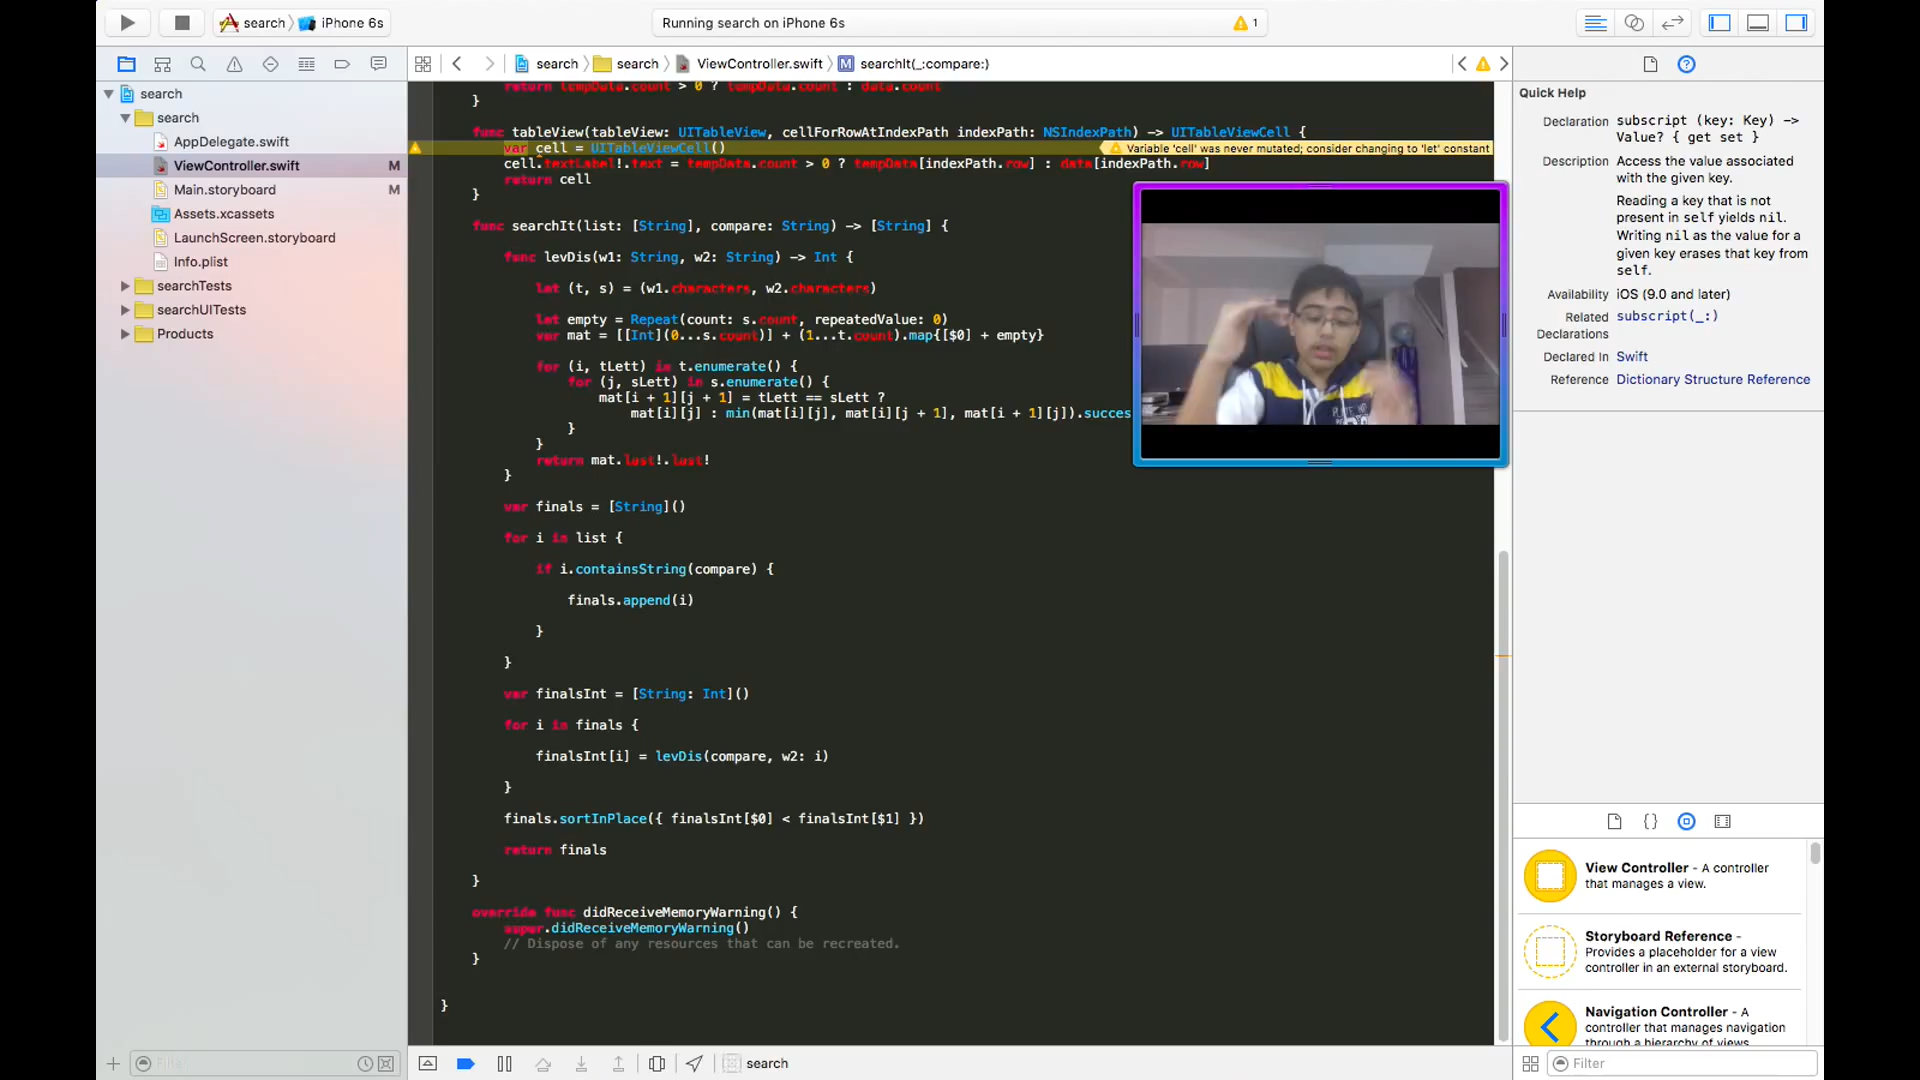 search iPhone 6s
Running search on iPhone 6s
1
search search ViewController.swift M searchIt(_:compare:)
search
search
AppDelegate.swift
ViewController.swift M
Main.storyboard M
Assets.xcassets
LaunchScreen.storyboard
Info.plist
searchTests
searchUITests
Products
Filter
return tempData.count > 0 ? tempData.count : data.count
}
func tableView(tableView: UITableView, cellForRowAtIndexPath indexPath: NSIndexPath) -> UITableViewCell {
var cell = UITableViewCell()
Variable 'cell' was never mutated; consider changing to 'let' constant
cell.textLabel!.text = tempData.count > 0 ? tempData[indexPath.row] : data[indexPath.row]
return cell
}
func searchIt(list: [String], compare: String) -> [String] {
func levDis(w1: String, w2: String) -> Int {
let (t, s) = (w1.characters, w2.characters)
let empty = Repeat(count: s.count, repeatedValue: 0)
var mat = [[Int](0...s.count)] + (1...t.count).map{[$0] + empty}
for (i, tLett) in t.enumerate() {
for (j, sLett) in s.enumerate() {
mat[i + 1][j + 1] = tLett == sLett ?
mat[i][j] : min(mat[i][j], mat[i][j + 1], mat[i + 1][j]).succes
}
}
return mat.last!.last!
}
var finals = [String]()
for i in list {
if i.containsString(compare) {
finals.append(i)
}
}
var finalsInt = [String: Int]()
for i in finals {
finalsInt[i] = levDis(compare, w2: i)
}
finals.sortInPlace({ finalsInt[$0] < finalsInt[$1] })
return finals
}
override func didReceiveMemoryWarning() {
super.didReceiveMemoryWarning()
// Dispose of any resources that can be recreated.
}
}
search
Quick Help
Declaration subscript (key: Key) ->
Value? { get set }
Description Access the value associated
with the given key.
Reading a key that is not
present in self yields nil.
Writing nil as the value for a
given key erases that key from
self.
Availability iOS (9.0 and later)
Related subscript(_:)
Declarations
Declared In Swift
Reference Dictionary Structure Reference
{}
View Controller - A controller
that manages a view.
Storyboard Reference -
Provides a placeholder for a view
controller in an external storyboard.
Navigation Controller - A
controller that manages navigation
through a hierarchy of views.
Filter